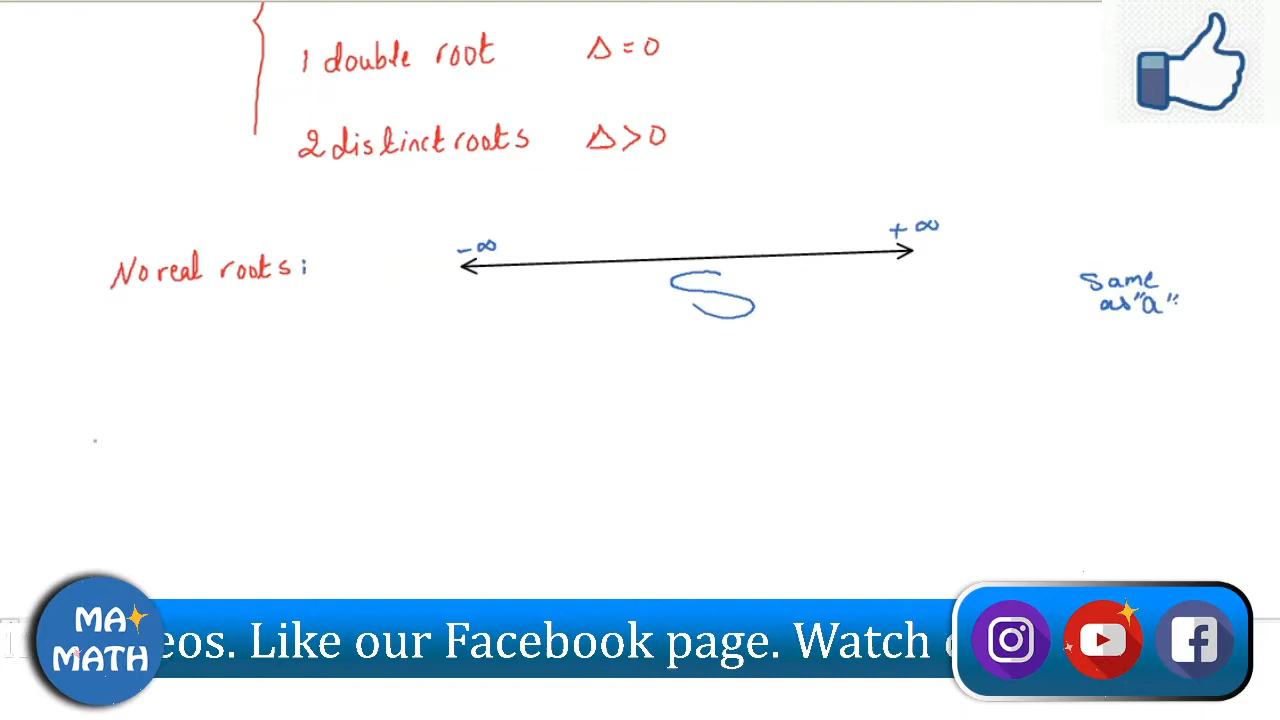 1 double root Δ = 0
2 distinct roots Δ > 0
-∞ +∞
No real roots:
S
Same
as "a"
MA
MATH
eos. Like our Facebook page. Watch